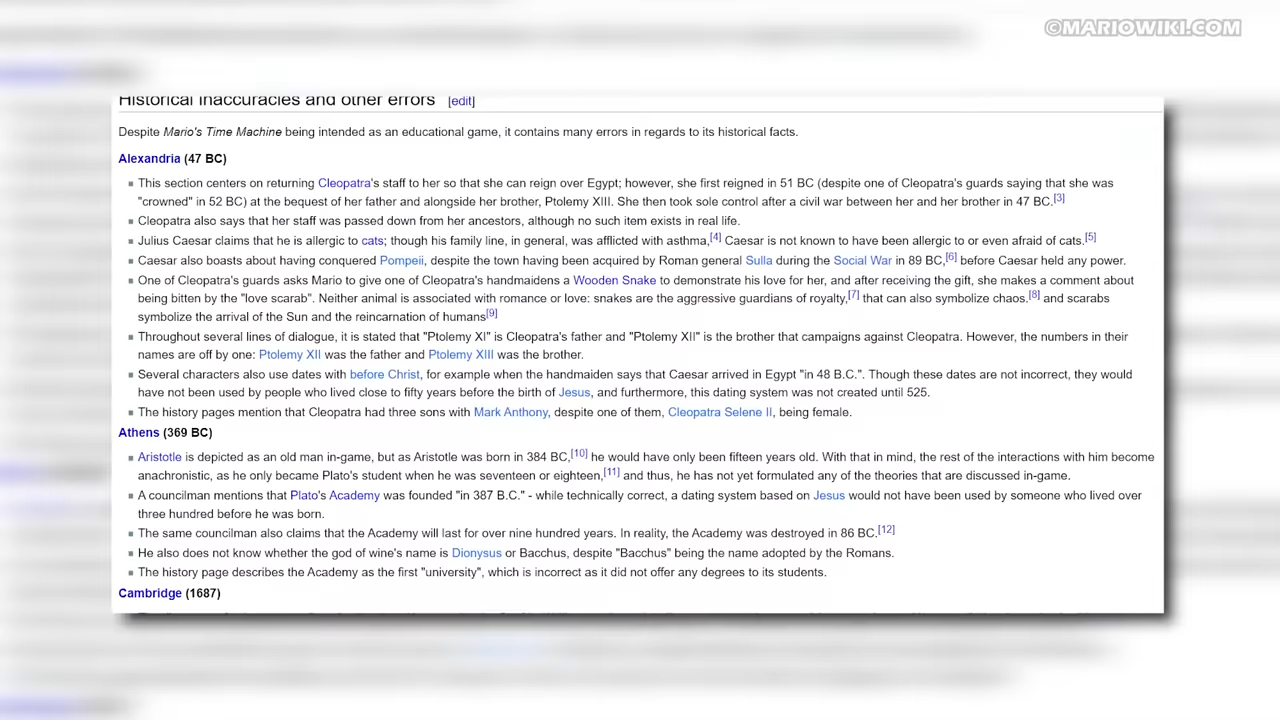 ©MARIOWIKI.COM
Historical inaccuracies and other errors [edit]
Despite Mario's Time Machine being intended as an educational game, it contains many errors in regards to its historical facts.
Alexandria (47 BC)
This section centers on returning Cleopatra's staff to her so that she can reign over Egypt; however, she first reigned in 51 BC (despite one of Cleopatra's guards saying that she was
"crowned" in 52 BC) at the bequest of her father and alongside her brother, Ptolemy XIII. She then took sole control after a civil war between her and her brother in 47 BC.[3]
Cleopatra also says that her staff was passed down from her ancestors, although no such item exists in real life.
Julius Caesar claims that he is allergic to cats; though his family line, in general, was afflicted with asthma,[4] Caesar is not known to have been allergic to or even afraid of cats.[5]
Caesar also boasts about having conquered Pompeii, despite the town having been acquired by Roman general Sulla during the Social War in 89 BC,[6] before Caesar held any power.
One of Cleopatra's guards asks Mario to give one of Cleopatra's handmaidens a Wooden Snake to demonstrate his love for her, and after receiving the gift, she makes a comment about
being bitten by the "love scarab". Neither animal is associated with romance or love: snakes are the aggressive guardians of royalty,[7] that can also symbolize chaos.[8] and scarabs
symbolize the arrival of the Sun and the reincarnation of humans[9]
Throughout several lines of dialogue, it is stated that "Ptolemy XI" is Cleopatra's father and "Ptolemy XII" is the brother that campaigns against Cleopatra. However, the numbers in their
names are off by one: Ptolemy XII was the father and Ptolemy XIII was the brother.
Several characters also use dates with before Christ, for example when the handmaiden says that Caesar arrived in Egypt "in 48 B.C.". Though these dates are not incorrect, they would
have not been used by people who lived close to fifty years before the birth of Jesus, and furthermore, this dating system was not created until 525.
The history pages mention that Cleopatra had three sons with Mark Anthony, despite one of them, Cleopatra Selene II, being female.
Athens (369 BC)
Aristotle is depicted as an old man in-game, but as Aristotle was born in 384 BC,[10] he would have only been fifteen years old. With that in mind, the rest of the interactions with him become
anachronistic, as he only became Plato's student when he was seventeen or eighteen,[11] and thus, he has not yet formulated any of the theories that are discussed in-game.
A councilman mentions that Plato's Academy was founded "in 387 B.C." - while technically correct, a dating system based on Jesus would not have been used by someone who lived over
three hundred before he was born.
The same councilman also claims that the Academy will last for over nine hundred years. In reality, the Academy was destroyed in 86 BC.[12]
He also does not know whether the god of wine's name is Dionysus or Bacchus, despite "Bacchus" being the name adopted by the Romans.
The history page describes the Academy as the first "university", which is incorrect as it did not offer any degrees to its students.
Cambridge (1687)